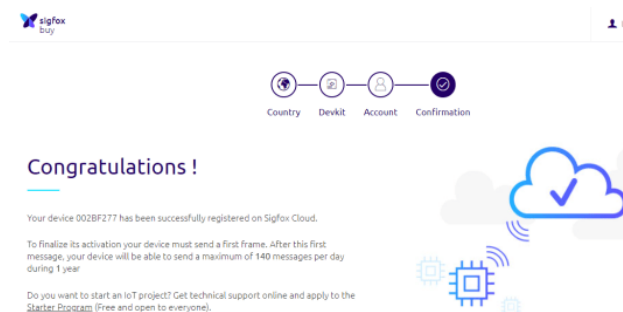 sigfox
buy
Country Devkit Account Confirmation
Congratulations !
Your device 002BF277 has been successfully registered on Sigfox Cloud.
To finalize its activation your device must send a first frame. After this first
message, your device will be able to send a maximum of 140 messages per day
during 1 year
Do you want to start an IoT project? Get technical support online and apply to the
Starter Program (Free and open to everyone).